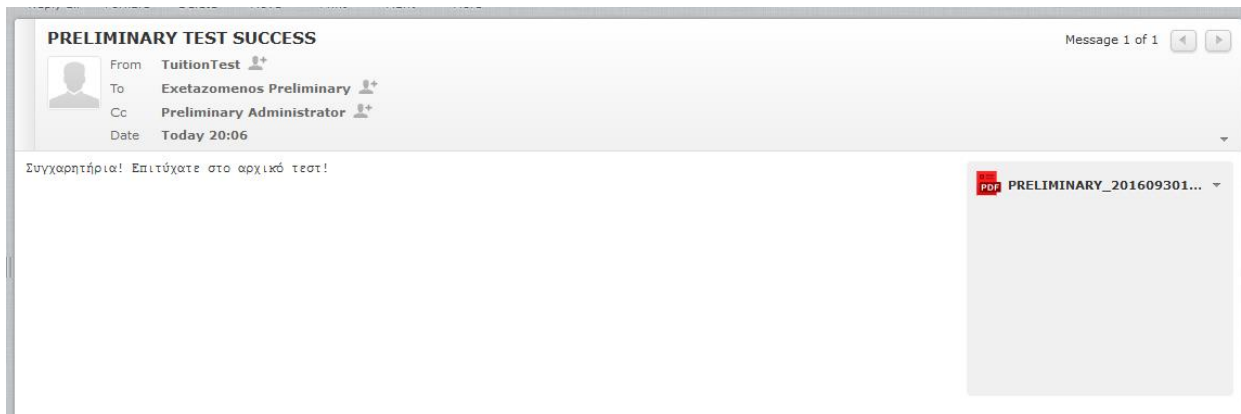 PRELIMINARY TEST SUCCESS
Message 1 of 1
From TuitionTest
To Exetazomenos Preliminary
Cc Preliminary Administrator
Date Today 20:06
Συγχαρητήρια! Επιτύχατε στο αρχικό τεστ!
PDF PRELIMINARY_201609301...